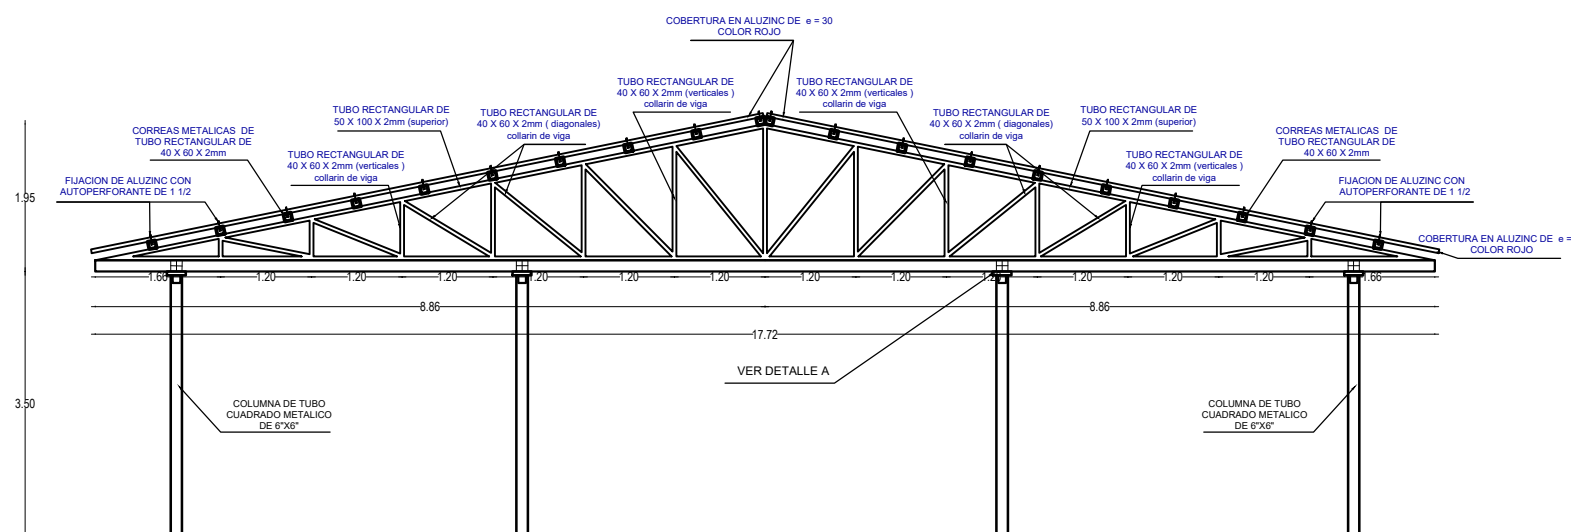 COBERTURA EN ALUZINC DE e = 30
COLOR ROJO
TUBO RECTANGULAR DE
40 X 60 X 2mm (verticales )
collarin de viga
TUBO RECTANGULAR DE
40 X 60 X 2mm (verticales )
collarin de viga
TUBO RECTANGULAR DE
50 X 100 X 2mm (superior)
TUBO RECTANGULAR DE
40 X 60 X 2mm ( diagonales)
collarin de viga
TUBO RECTANGULAR DE
40 X 60 X 2mm ( diagonales)
collarin de viga
TUBO RECTANGULAR DE
50 X 100 X 2mm (superior)
CORREAS METALICAS DE
TUBO RECTANGULAR DE
40 X 60 X 2mm
CORREAS METALICAS DE
TUBO RECTANGULAR DE
40 X 60 X 2mm
TUBO RECTANGULAR DE
40 X 60 X 2mm (verticales )
collarin de viga
TUBO RECTANGULAR DE
40 X 60 X 2mm (verticales )
collarin de viga
FIJACION DE ALUZINC CON
AUTOPERFORANTE DE 1 1/2
FIJACION DE ALUZINC CON
AUTOPERFORANTE DE 1 1/2
1.95
COBERTURA EN ALUZINC DE e =
COLOR ROJO
1.66 1.20 1.20 1.20 1.20 1.20 1.20 1.20 1.20 1.20 1.20 1.20 1.20 1.66
8.86 8.86
17.72
VER DETALLE A
3.50
COLUMNA DE TUBO
CUADRADO METALICO
DE 6"X6"
COLUMNA DE TUBO
CUADRADO METALICO
DE 6"X6"